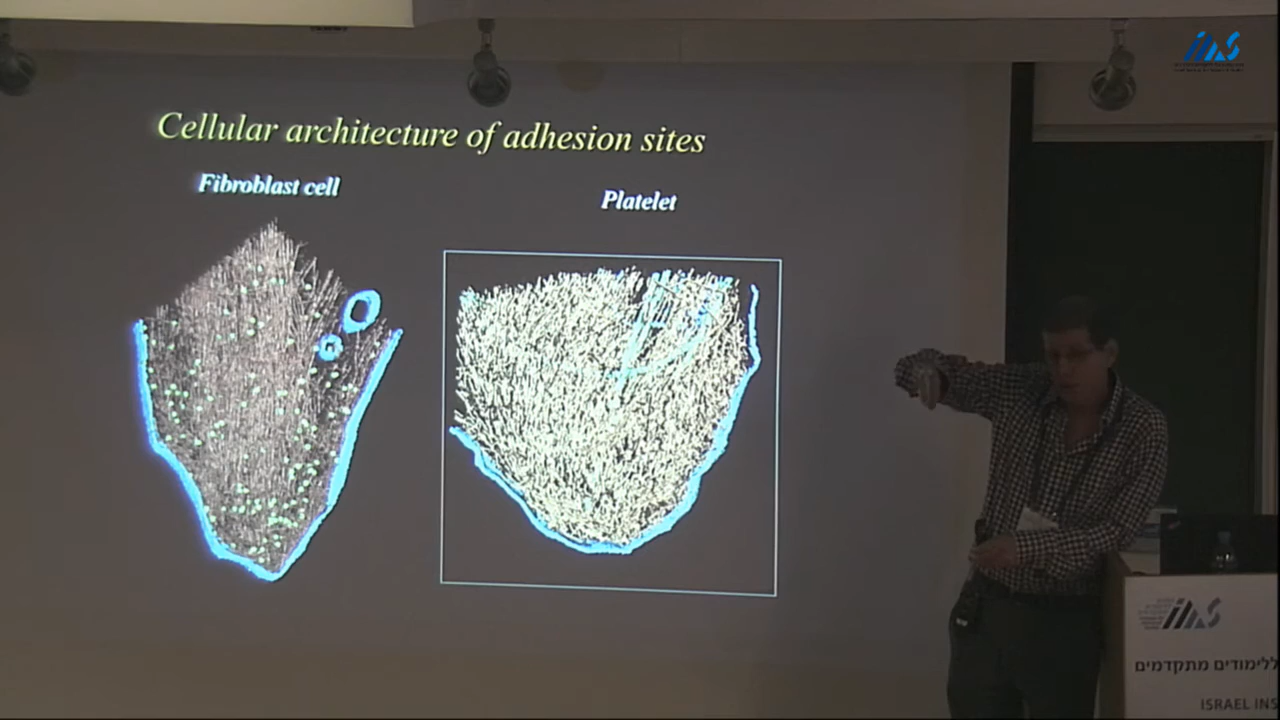 Cellular architecture of adhesion sites
Fibroblast cell
Platelet
iias
iias
ללימודים מתקדמים
ISRAEL INS